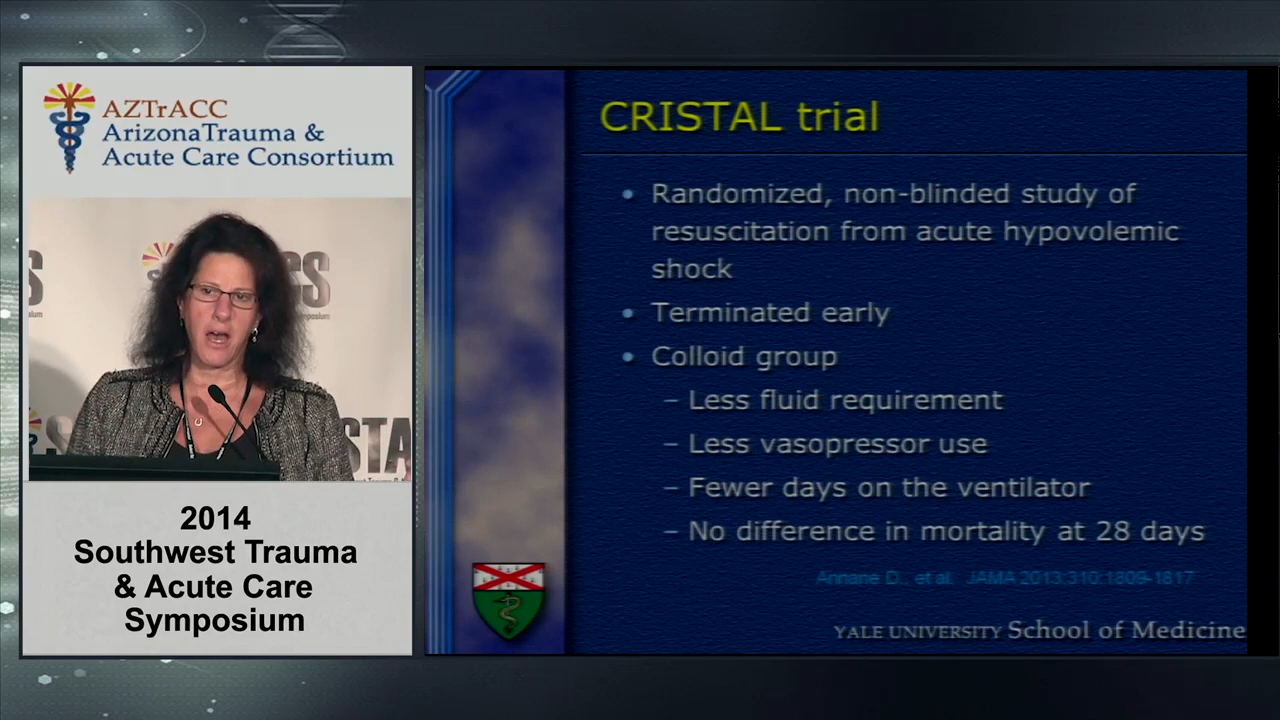 AZTrACC
ArizonaTrauma &
Acute Care Consortium
2014
Southwest Trauma
& Acute Care
Symposium
CRISTAL trial
• Randomized, non-blinded study of
resuscitation from acute hypovolemic
shock
• Terminated early
• Colloid group
– Less fluid requirement
– Less vasopressor use
– Fewer days on the ventilator
– No difference in mortality at 28 days
Annane D., et al. JAMA 2013;310:1809-1817
YALE UNIVERSITY School of Medicine